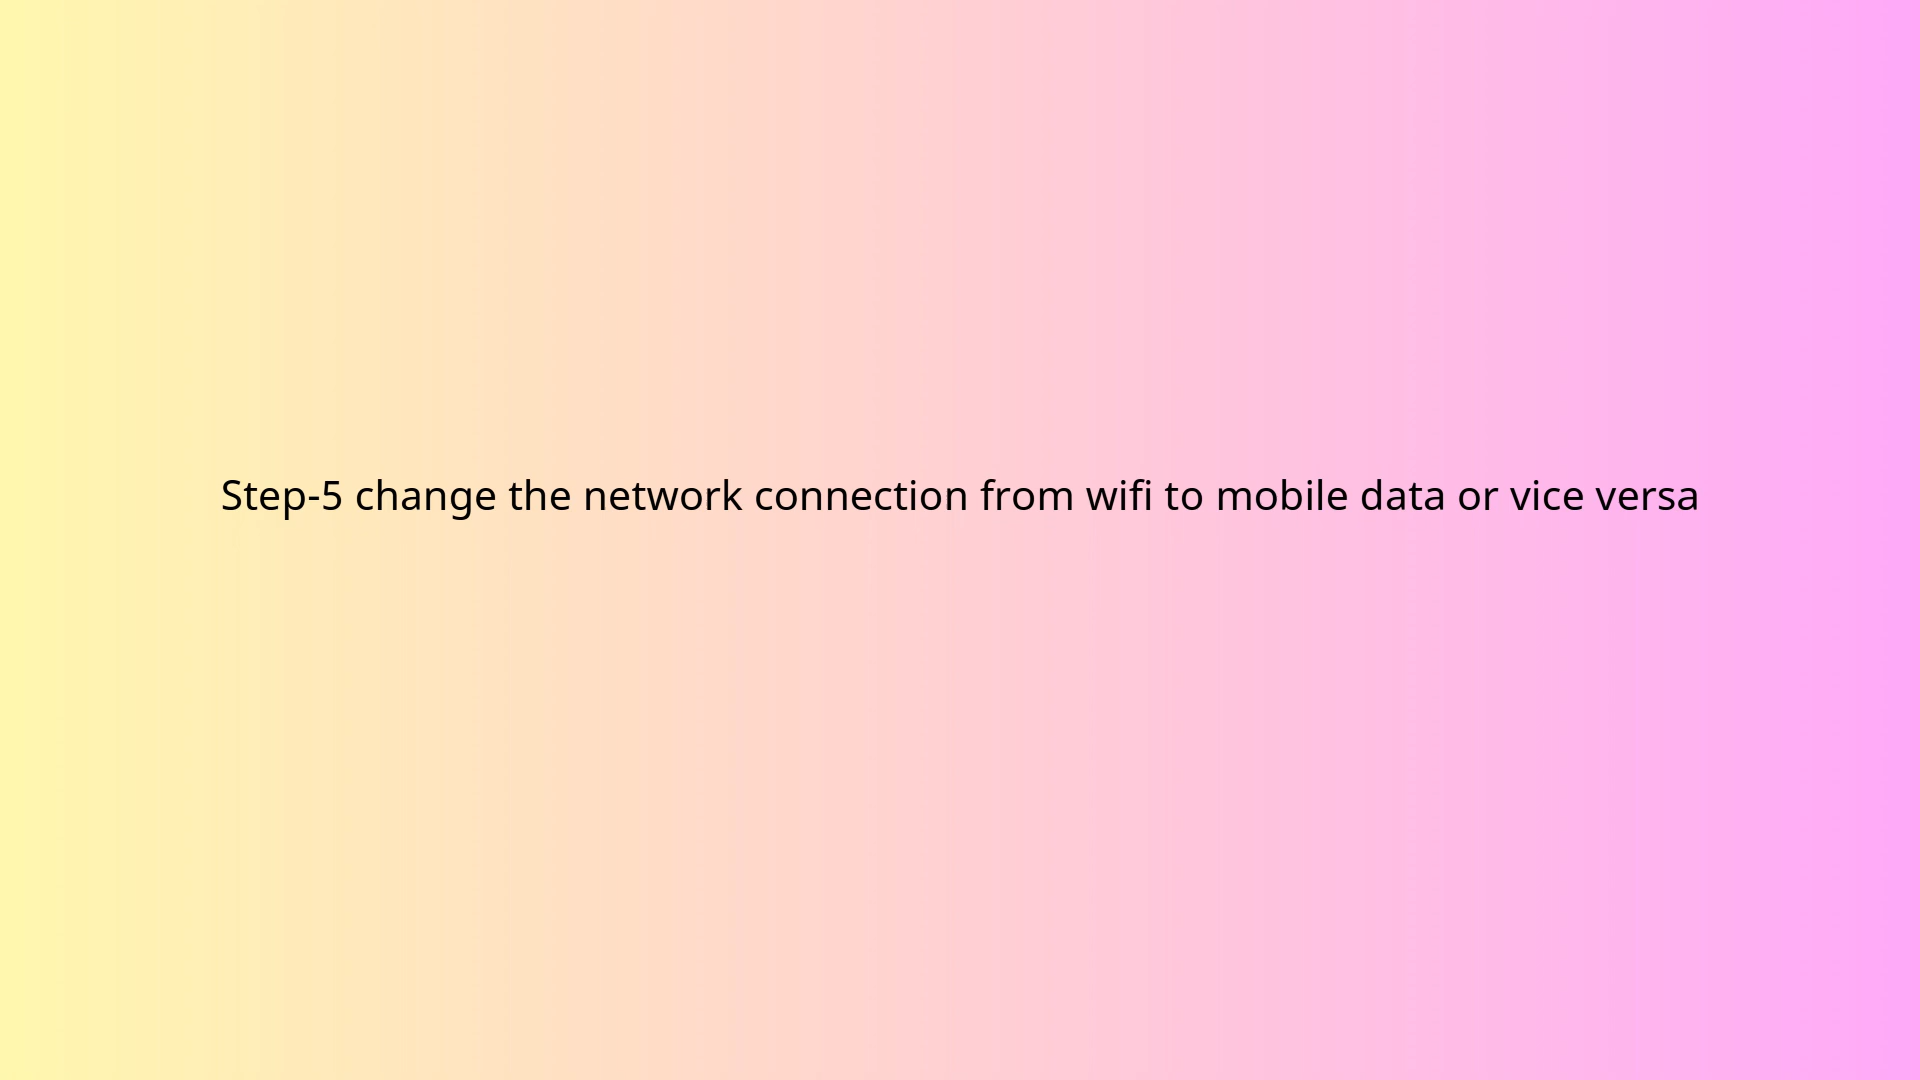 Step-5 change the network connection from wifi to mobile data or vice versa